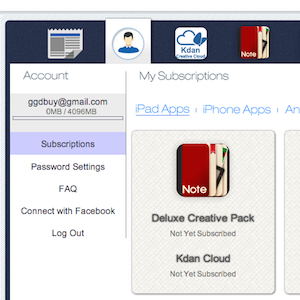 Kdan
Creative Cloud
Note
Account
My Subscriptions
ggdbuy@gmail.com
0MB / 4096MB
iPad Apps | iPhone Apps | An
Subscriptions
Password Settings
FAQ
Connect with Facebook
Log Out
Note
Deluxe Creative Pack
Not Yet Subscribed
Kdan Cloud
Not Yet Subscribed